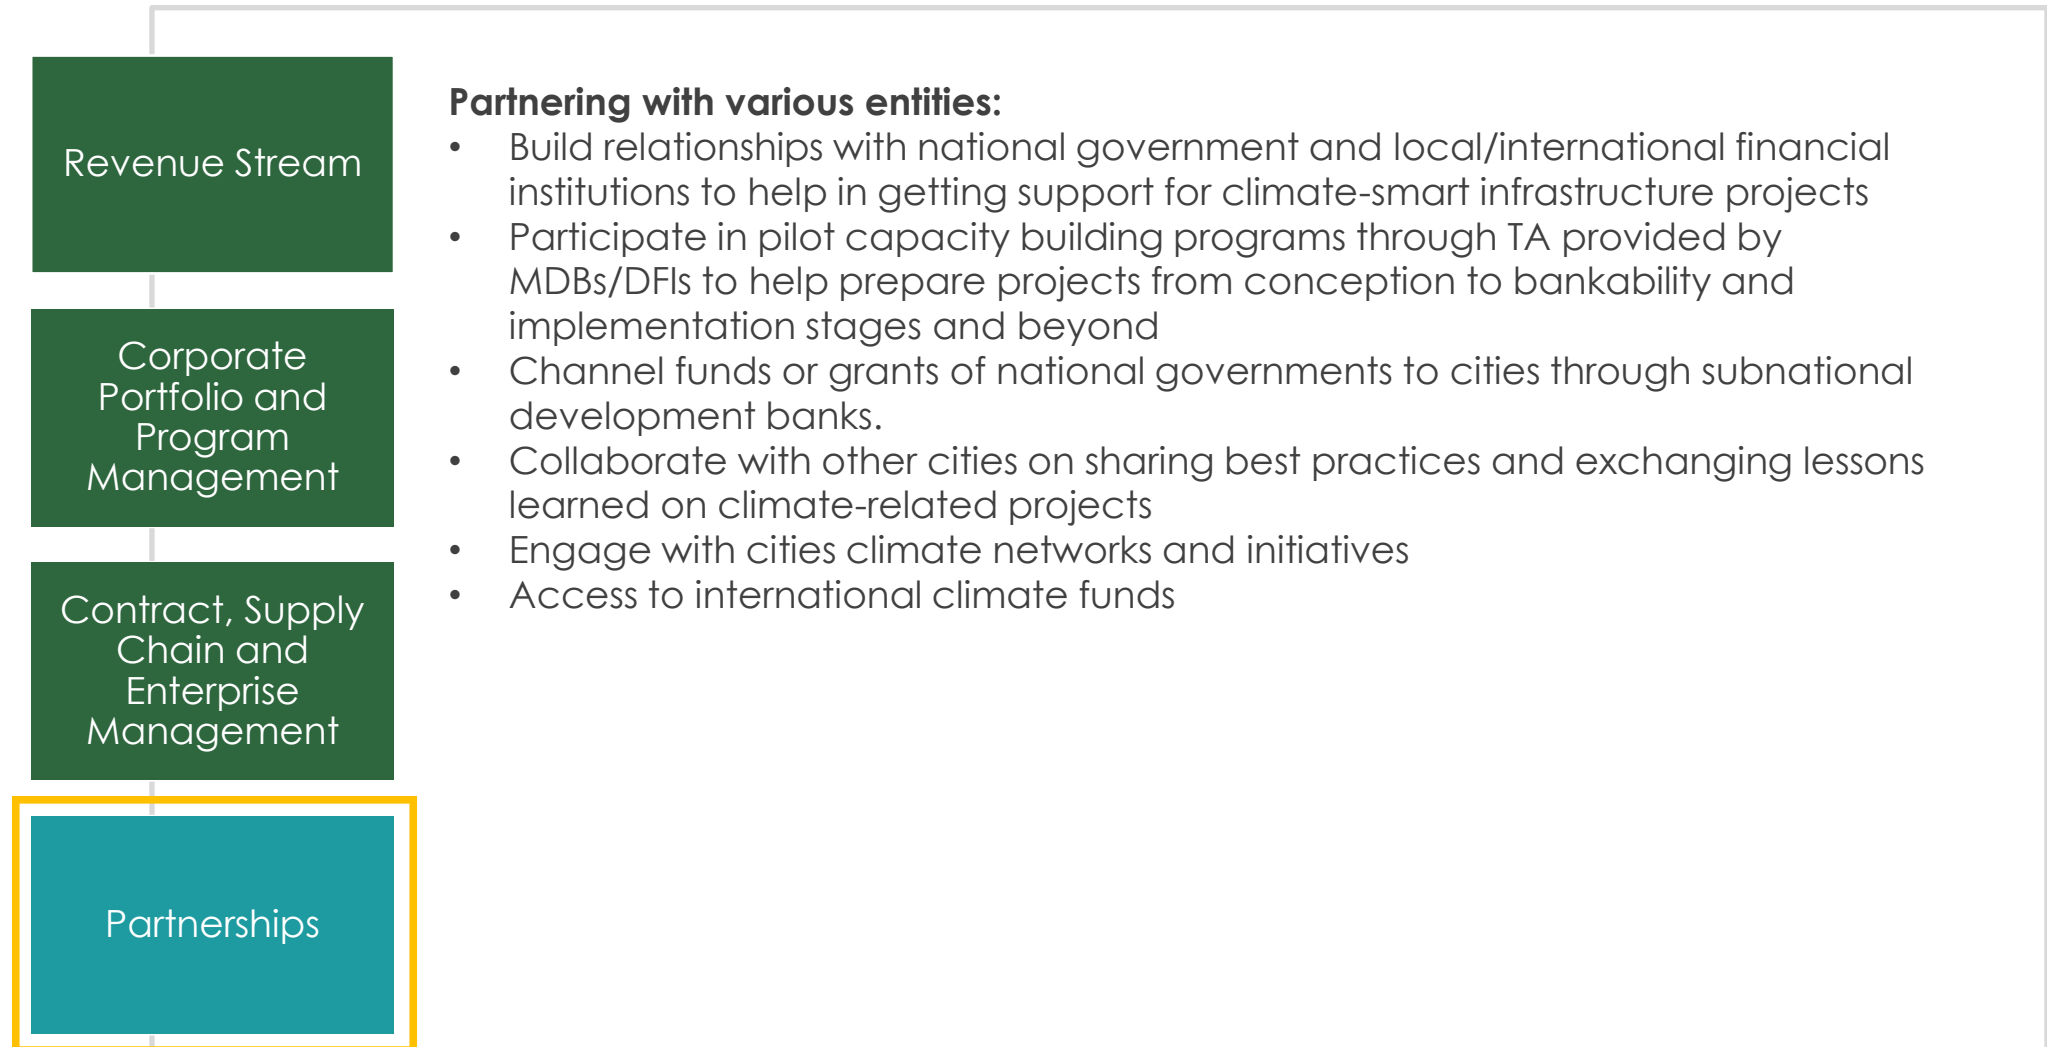 Revenue Stream
Corporate
Portfolio and
Program
Management
Contract, Supply
Chain and
Enterprise
Management
Partnerships
Partnering with various entities:
• Build relationships with national government and local/international financial
institutions to help in getting support for climate-smart infrastructure projects
• Participate in pilot capacity building programs through TA provided by
MDBs/DFIs to help prepare projects from conception to bankability and
implementation stages and beyond
• Channel funds or grants of national governments to cities through subnational
development banks.
• Collaborate with other cities on sharing best practices and exchanging lessons
learned on climate-related projects
• Engage with cities climate networks and initiatives
• Access to international climate funds